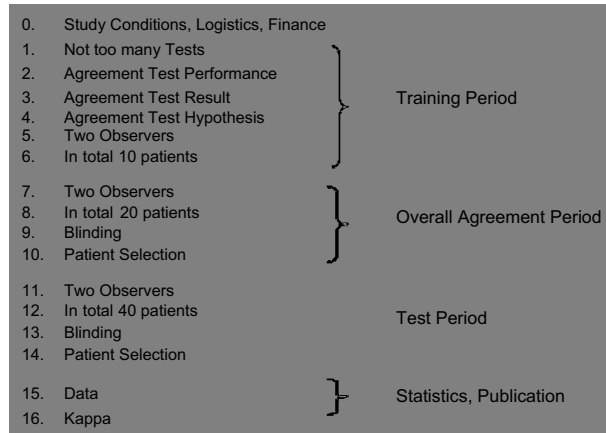 0. Study Conditions, Logistics, Finance
1. Not too many Tests
2. Agreement Test Performance
3. Agreement Test Result
4. Agreement Test Hypothesis
5. Two Observers
6. In total 10 patients
Training Period
7. Two Observers
8. In total 20 patients
9. Blinding
10. Patient Selection
Overall Agreement Period
11. Two Observers
12. In total 40 patients
13. Blinding
14. Patient Selection
Test Period
15. Data
16. Kappa
Statistics, Publication